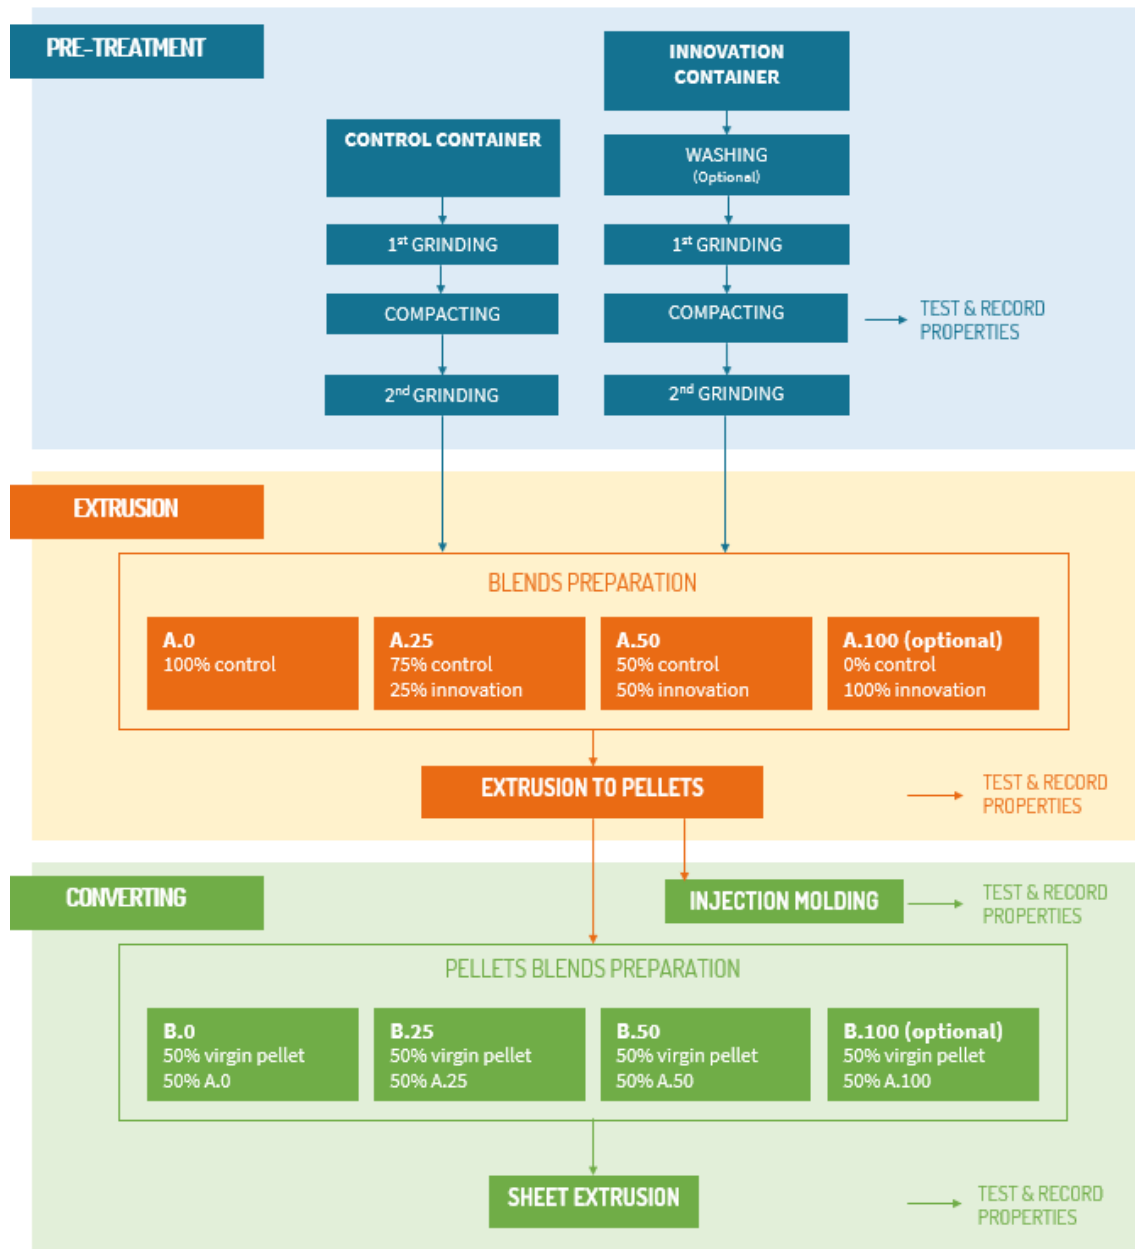 PRE-TREATMENT
INNOVATION
CONTAINER
CONTROL CONTAINER
WASHING
(Optional)
1st GRINDING
1st GRINDING
COMPACTING
COMPACTING
TEST & RECORD
PROPERTIES
2nd GRINDING
2nd GRINDING
EXTRUSION
BLENDS PREPARATION
A.0
100% control
A.25
75% control
25% innovation
A.50
50% control
50% innovation
A.100 (optional)
0% control
100% innovation
EXTRUSION TO PELLETS
TEST & RECORD
PROPERTIES
CONVERTING
INJECTION MOLDING
TEST & RECORD
PROPERTIES
PELLETS BLENDS PREPARATION
B.0
50% virgin pellet
50% A.0
B.25
50% virgin pellet
50% A.25
B.50
50% virgin pellet
50% A.50
B.100 (optional)
50% virgin pellet
50% A.100
SHEET EXTRUSION
TEST & RECORD
PROPERTIES